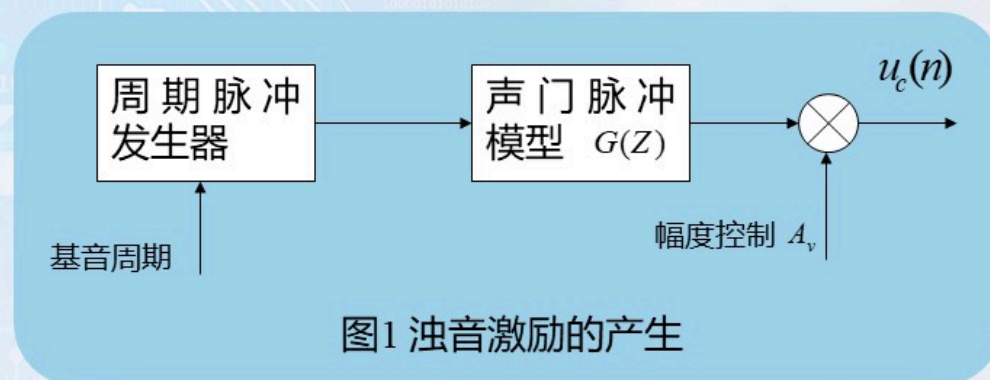 周期脉冲
发生器
声门脉冲
模型 G(Z)
u_c(n)
基音周期
幅度控制 A_v
图1 浊音激励的产生